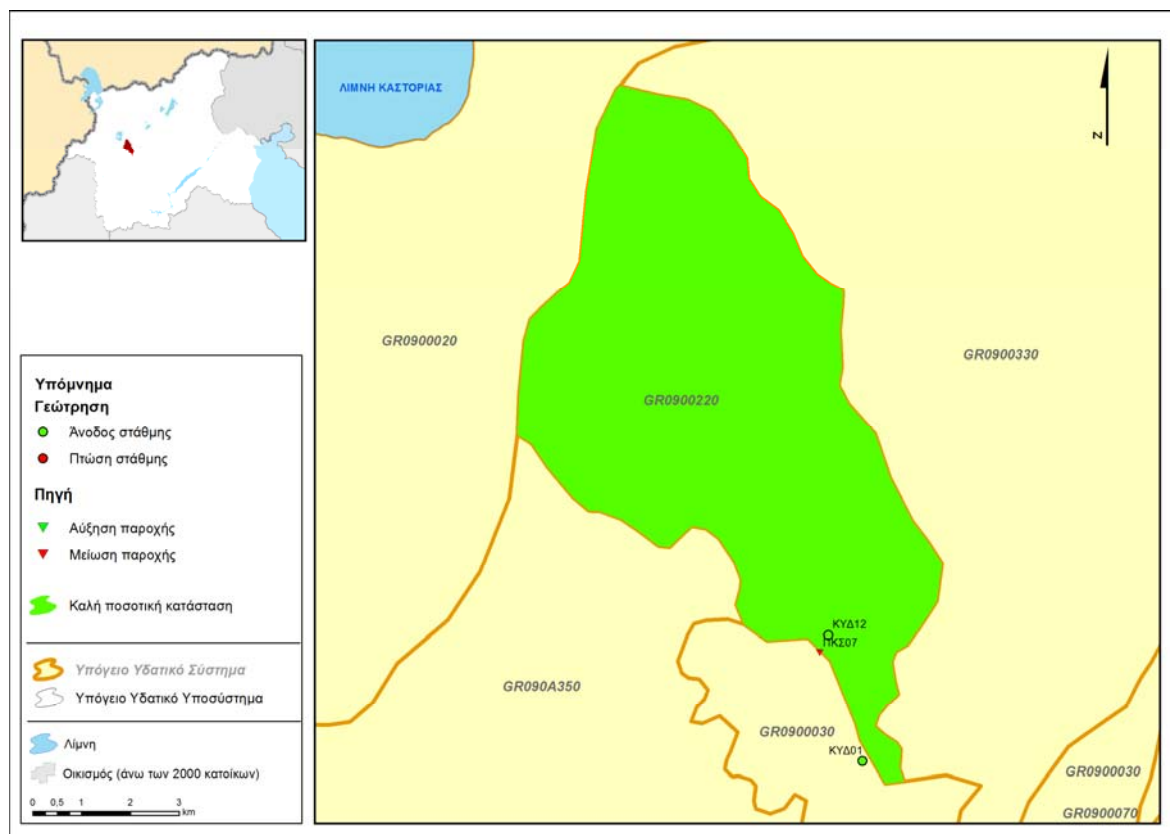 ΛΙΜΝΗ ΚΑΣΤΟΡΙΑΣ
Z
GR0900020
GR0900330
GR0900220
ΚΥΔ12
ΠΚΣ07
GR090A350
GR0900030
ΚΥΔ01
GR0900030
GR0900070
Υπόμνημα
Γεώτρηση
Άνοδος στάθμης
Πτώση στάθμης
Πηγή
Αύξηση παροχής
Μείωση παροχής
Καλή ποσοτική κατάσταση
Υπόγειο Υδατικό Σύστημα
Υπόγειο Υδατικό Υποσύστημα
Λίμνη
Οικισμός (άνω των 2000 κατοίκων)
0 0,5 1 2 3
km